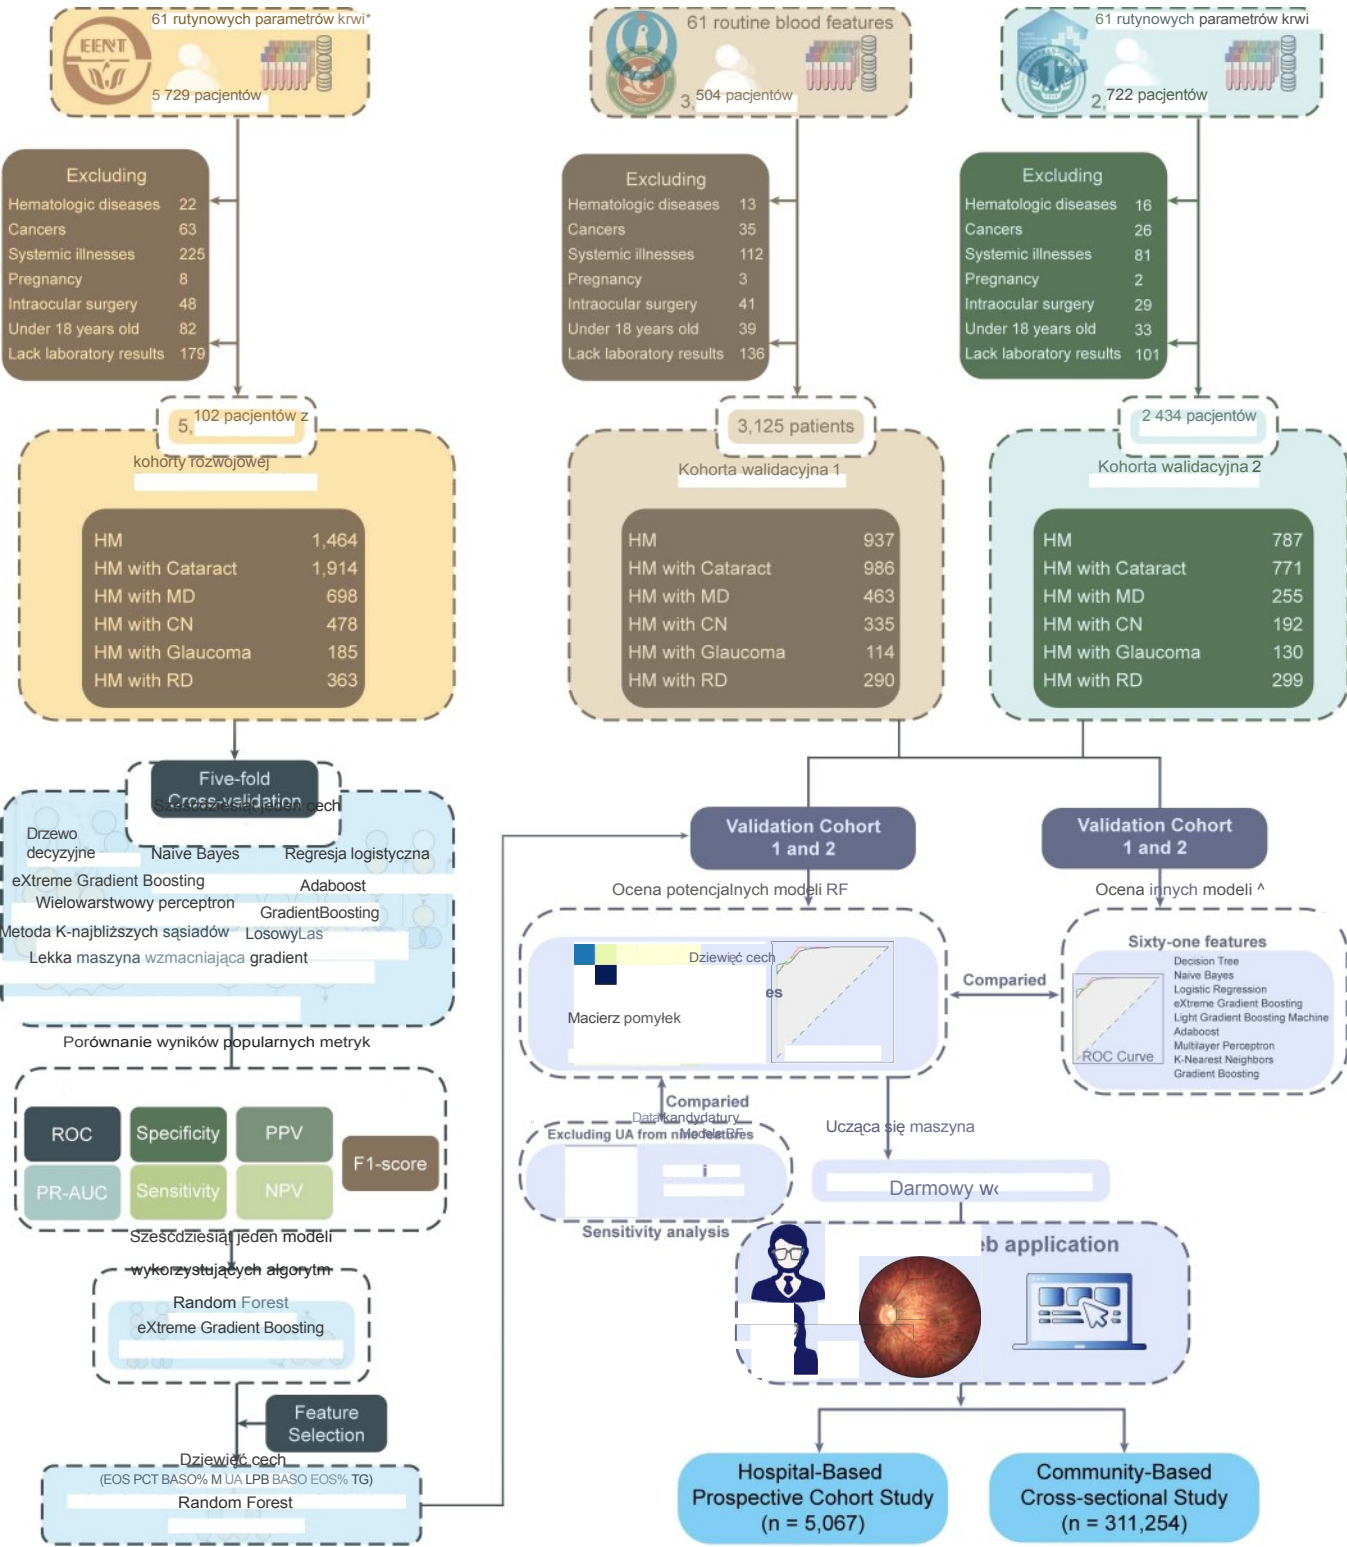 61 rutynowych parametrów krwi*
EENT
5 729 pacjentów
61 routine blood features
3, 504 pacjentów
61 rutynowych parametrów krwi
2, 722 pacjentów
Excluding
Hematologic diseases 22
Cancers 63
Systemic illnesses 225
Pregnancy 8
Intraocular surgery 48
Under 18 years old 82
Lack laboratory results 179
Excluding
Hematologic diseases 13
Cancers 35
Systemic illnesses 112
Pregnancy 3
Intraocular surgery 41
Under 18 years old 39
Lack laboratory results 136
Excluding
Hematologic diseases 16
Cancers 26
Systemic illnesses 81
Pregnancy 2
Intraocular surgery 29
Under 18 years old 33
Lack laboratory results 101
5, 102 pacjentów z
kohorty rozwojowej
HM 1,464
HM with Cataract 1,914
HM with MD 698
HM with CN 478
HM with Glaucoma 185
HM with RD 363
3,125 patients
Kohorta walidacyjna 1
HM 937
HM with Cataract 986
HM with MD 463
HM with CN 335
HM with Glaucoma 114
HM with RD 290
2 434 pacjentów
Kohorta walidacyjna 2
HM 787
HM with Cataract 771
HM with MD 255
HM with CN 192
HM with Glaucoma 130
HM with RD 299
Five-fold
Cross-validation
Sześćdziesiąt jeden cech
Drzewo
decyzyjne
Naive Bayes
Regresja logistyczna
eXtreme Gradient Boosting
Adaboost
Wielowarstwowy perceptron
GradientBoosting
Metoda K-najbliższych sąsiadów
LosowyLas
Lekka maszyna wzmacniająca gradient
Porównanie wyników popularnych metryk
ROC
Specificity
PPV
F1-score
PR-AUC
Sensitivity
NPV
Sześćdziesiąt jeden modeli
wykorzystujących algorytm
Random Forest
eXtreme Gradient Boosting
Feature
Selection
Dziewięć cech
(EOS PCT BASO% M UA LPB BASO EOS% TG)
Random Forest
Validation Cohort
1 and 2
Ocena potencjalnych modeli RF
Dziewięć cech
es
Macierz pomyłek
Validation Cohort
1 and 2
Ocena innych modeli ^
Comparied
Sixty-one features
Decision Tree
Naive Bayes
Logistic Regression
eXtreme Gradient Boosting
Light Gradient Boosting Machine
Adaboost
Multilayer Perceptron
K-Nearest Neighbors
Gradient Boosting
ROC Curve
Comparied
Data kandydatury
Modele RF
Excluding UA from nine features
Sensitivity analysis
Ucząca się maszyna
Darmowy w
eb application
Hospital-Based
Prospective Cohort Study
(n = 5,067)
Community-Based
Cross-sectional Study
(n = 311,254)